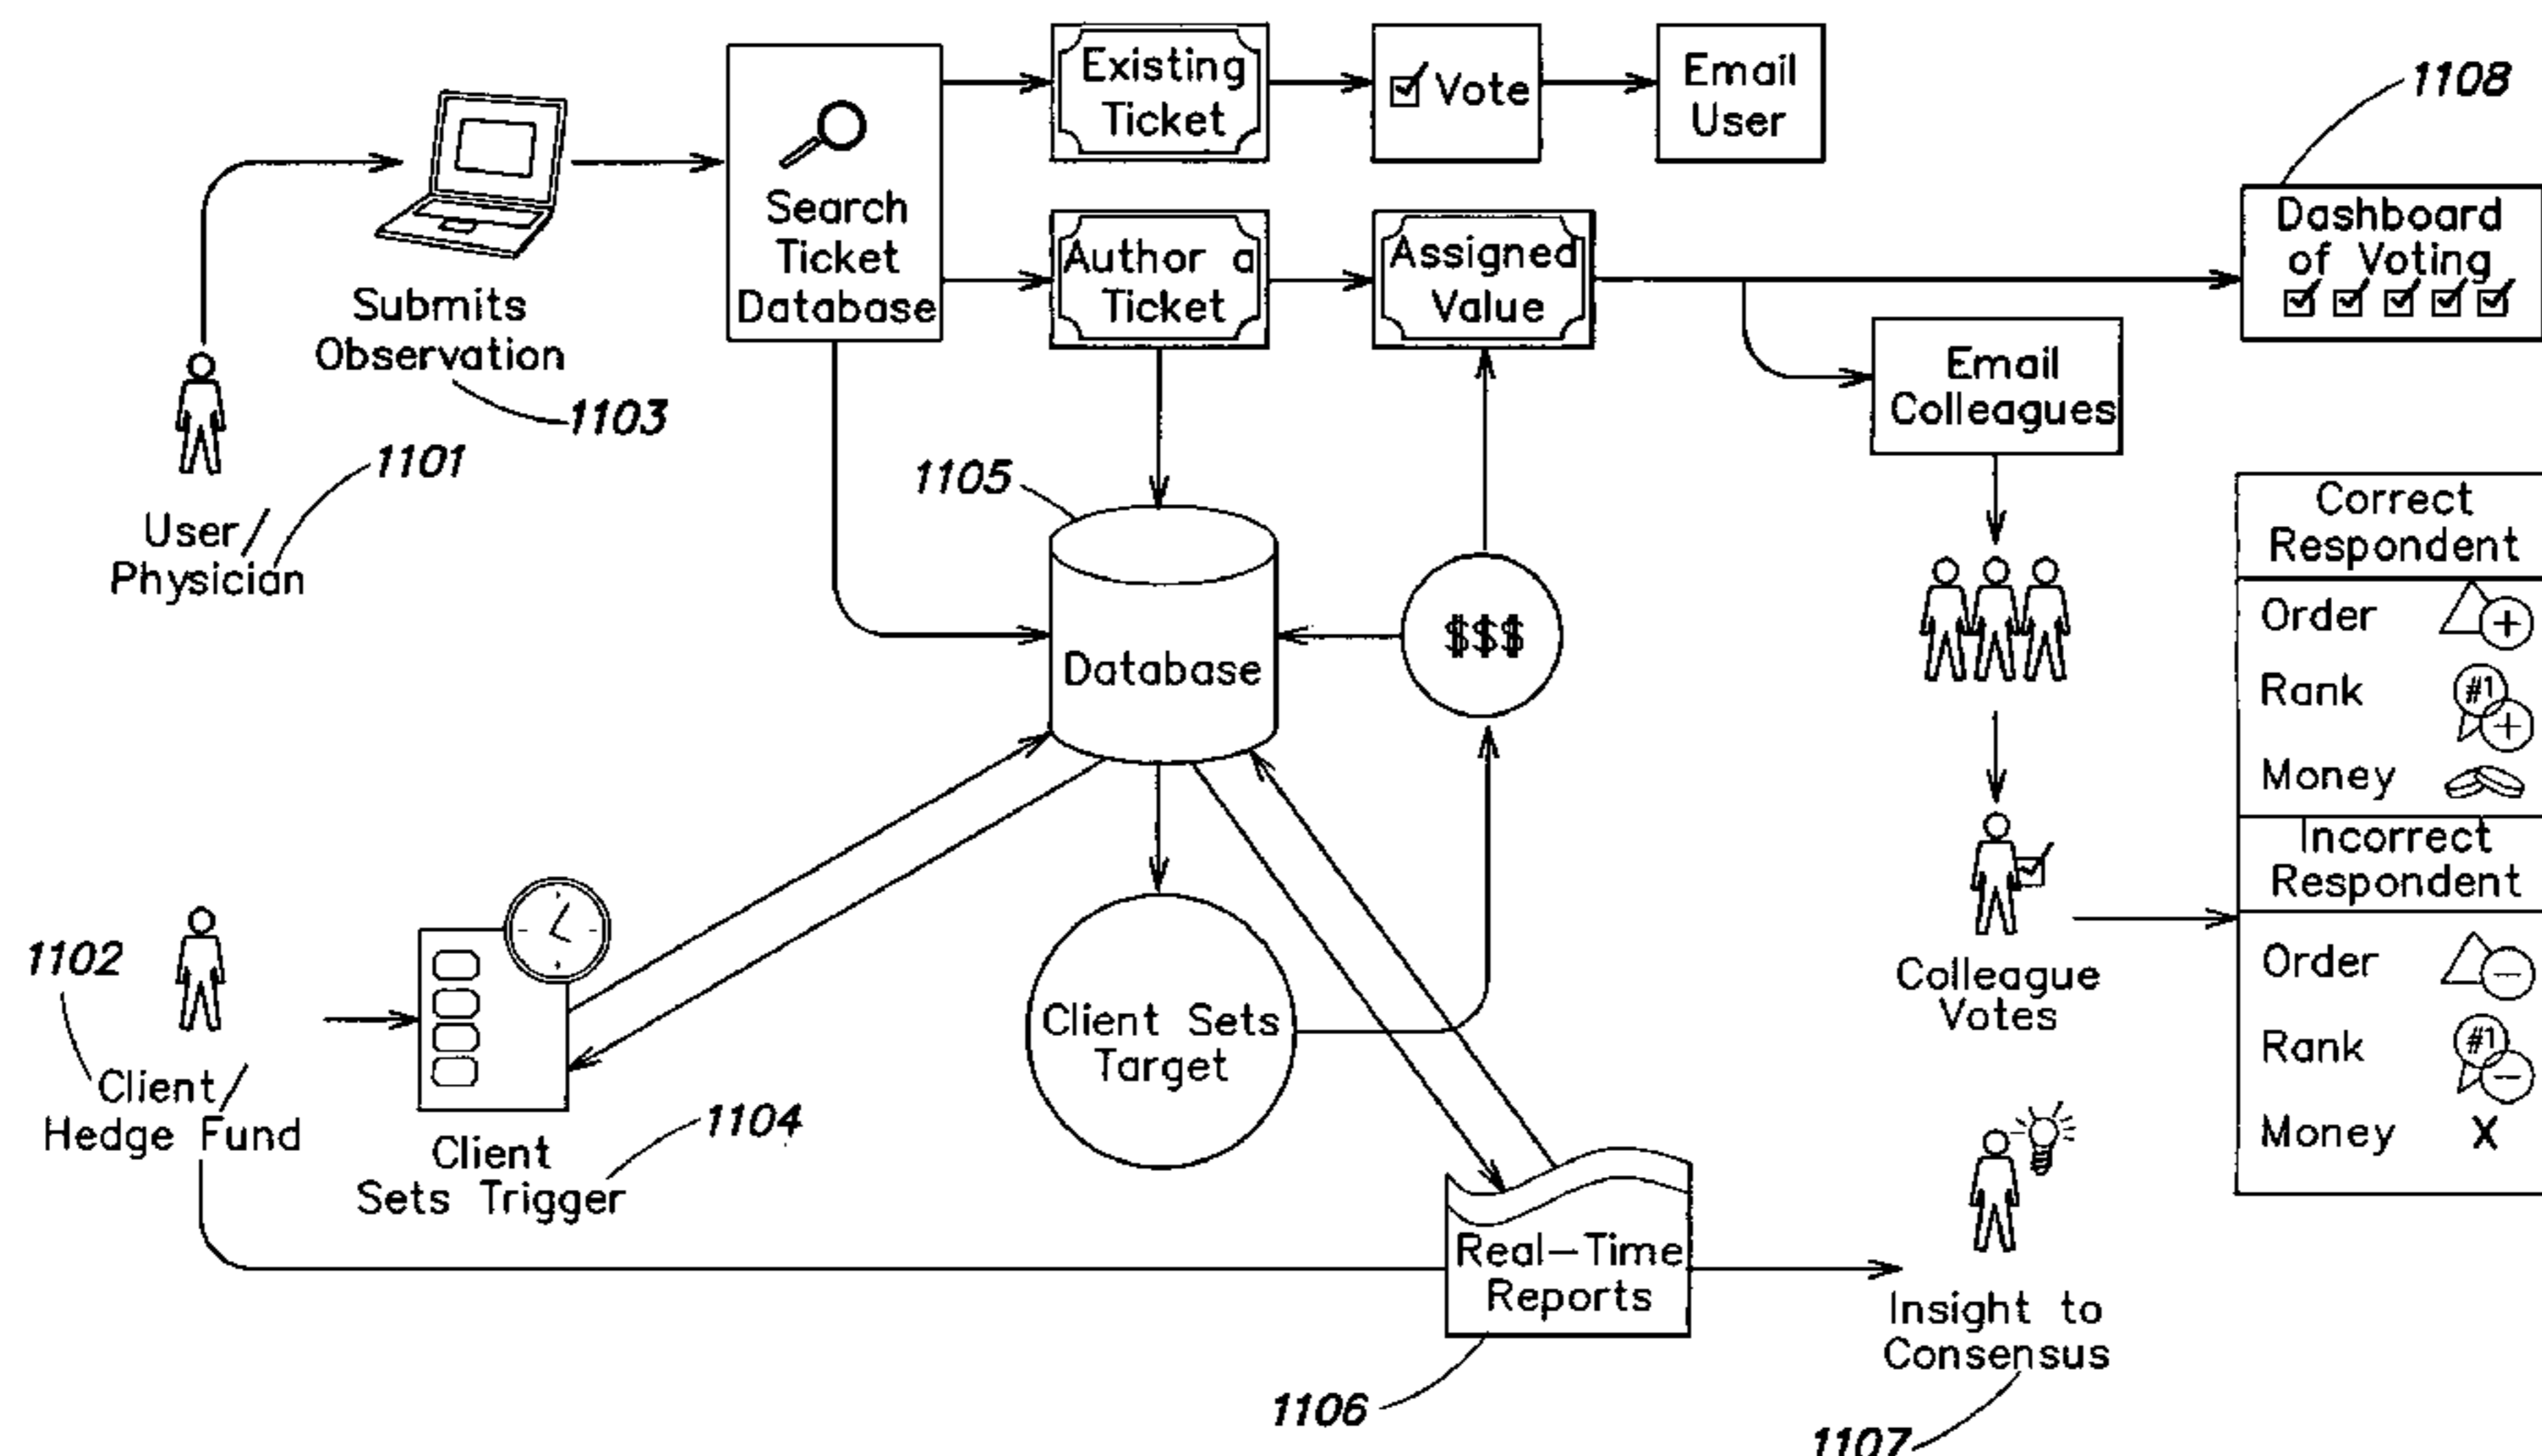 Existing
Ticket
Vote
Email
User
1108
Search
Ticket
Database
Author a
Ticket
Assigned
Value
Dashboard
of Voting
Submits
Observation
1103
Email
Colleagues
1101
User/
Physician
1105
Database
$$$
Correct
Respondent
Order
+
Rank
#1
+
Money
Incorrect
Respondent
Order
−
Rank
#1
−
Money X
Colleague
Votes
1102
Client/
Hedge Fund
Client
Sets Trigger
1104
Client Sets
Target
Real-Time
Reports
1106
Insight to
Consensus
1107